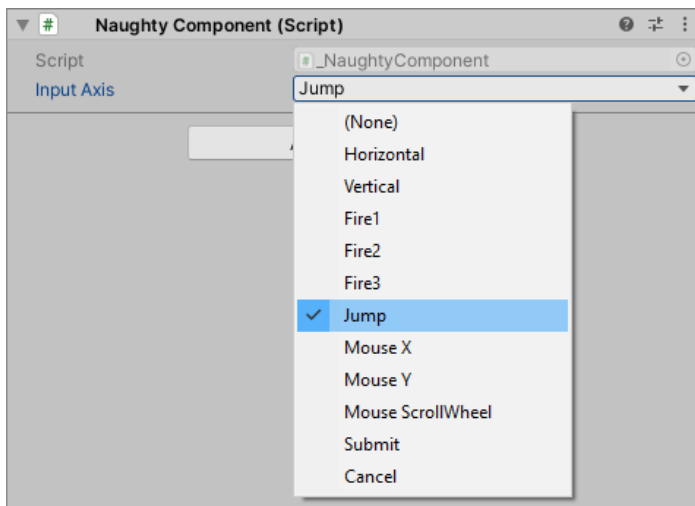 Naughty Component (Script)
Script
_NaughtyComponent
Input Axis
Jump
(None)
Horizontal
Vertical
Fire1
Fire2
Fire3
Jump
Mouse X
Mouse Y
Mouse ScrollWheel
Submit
Cancel